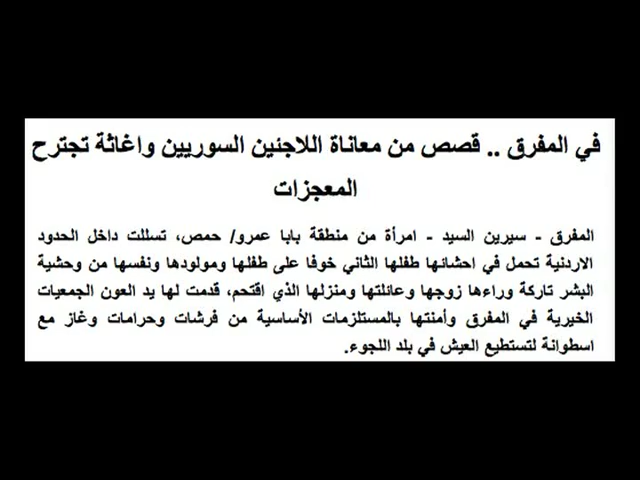 في المفرق .. قصص من معاناة اللاجئين السوريين واغاثة تجترح
المعجزات
المفرق - سيرين السيد - امرأة من منطقة بابا عمرو/ حمص، تسللت داخل الحدود
الاردنية تحمل في احشائها طفلها الثاني خوفا على طفلها ومولودها ونفسها من وحشية
البشر تاركة وراءها زوجها وعائلتها ومنزلها الذي اقتحم، قدمت لها يد العون الجمعيات
الخيرية في المفرق وأمنتها بالمستلزمات الأساسية من فرشات وحرامات وغاز مع
اسطوانة لتستطيع العيش في بلد اللجوء.